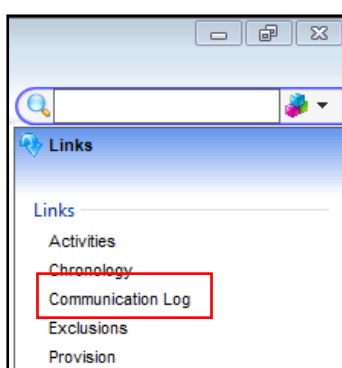 Links
Links
Activities
Chronology
Communication Log
Exclusions
Provision